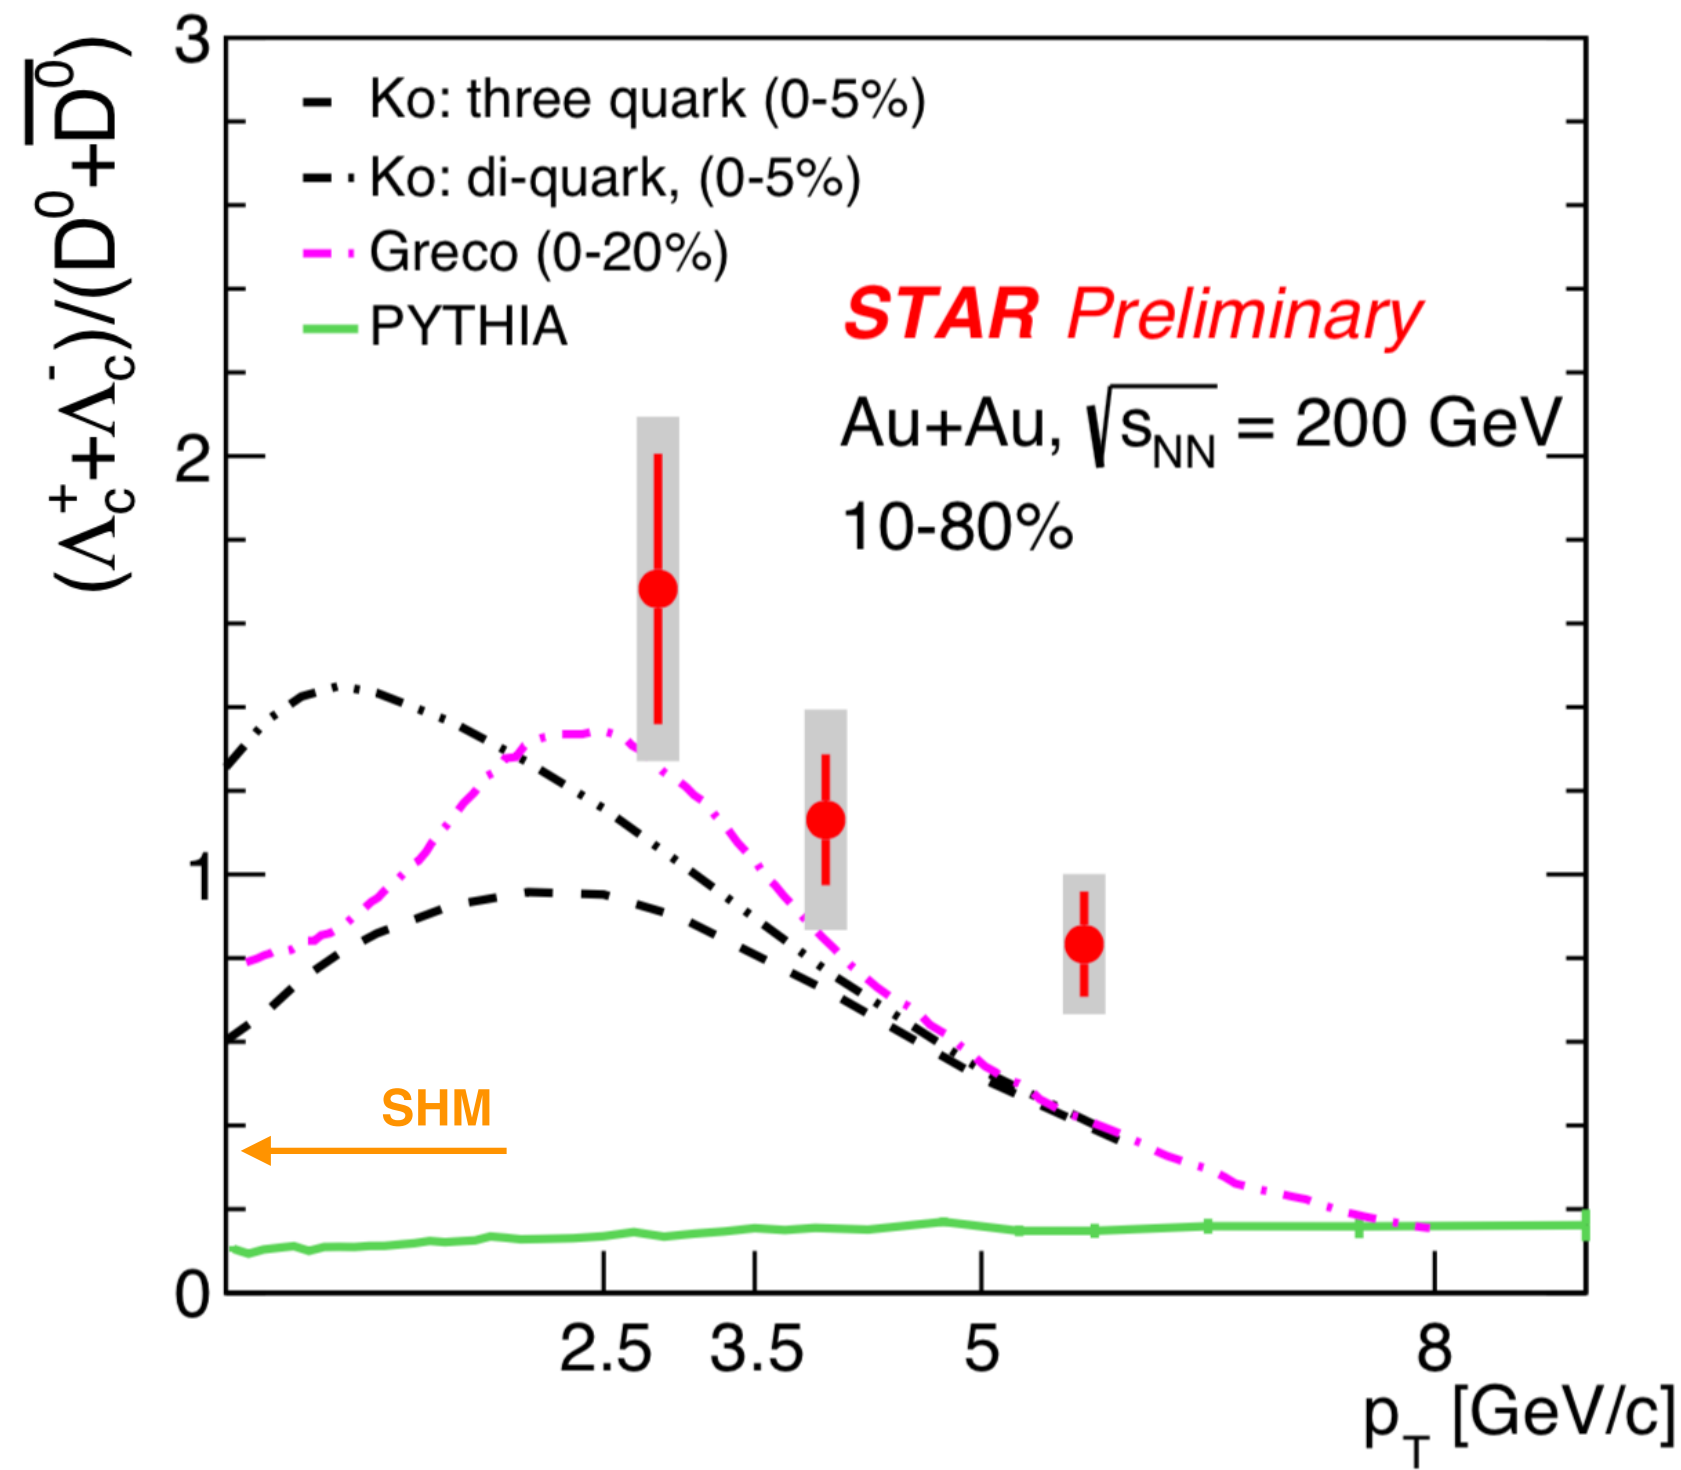 (Λc⁺+Λc⁻)/(D⁰+D̅⁰)
3
2
1
0
Ko: three quark (0-5%)
Ko: di-quark, (0-5%)
Greco (0-20%)
PYTHIA
STAR Preliminary
Au+Au, √sNN = 200 GeV
10-80%
SHM
2.5 3.5 5 8
pT [GeV/c]